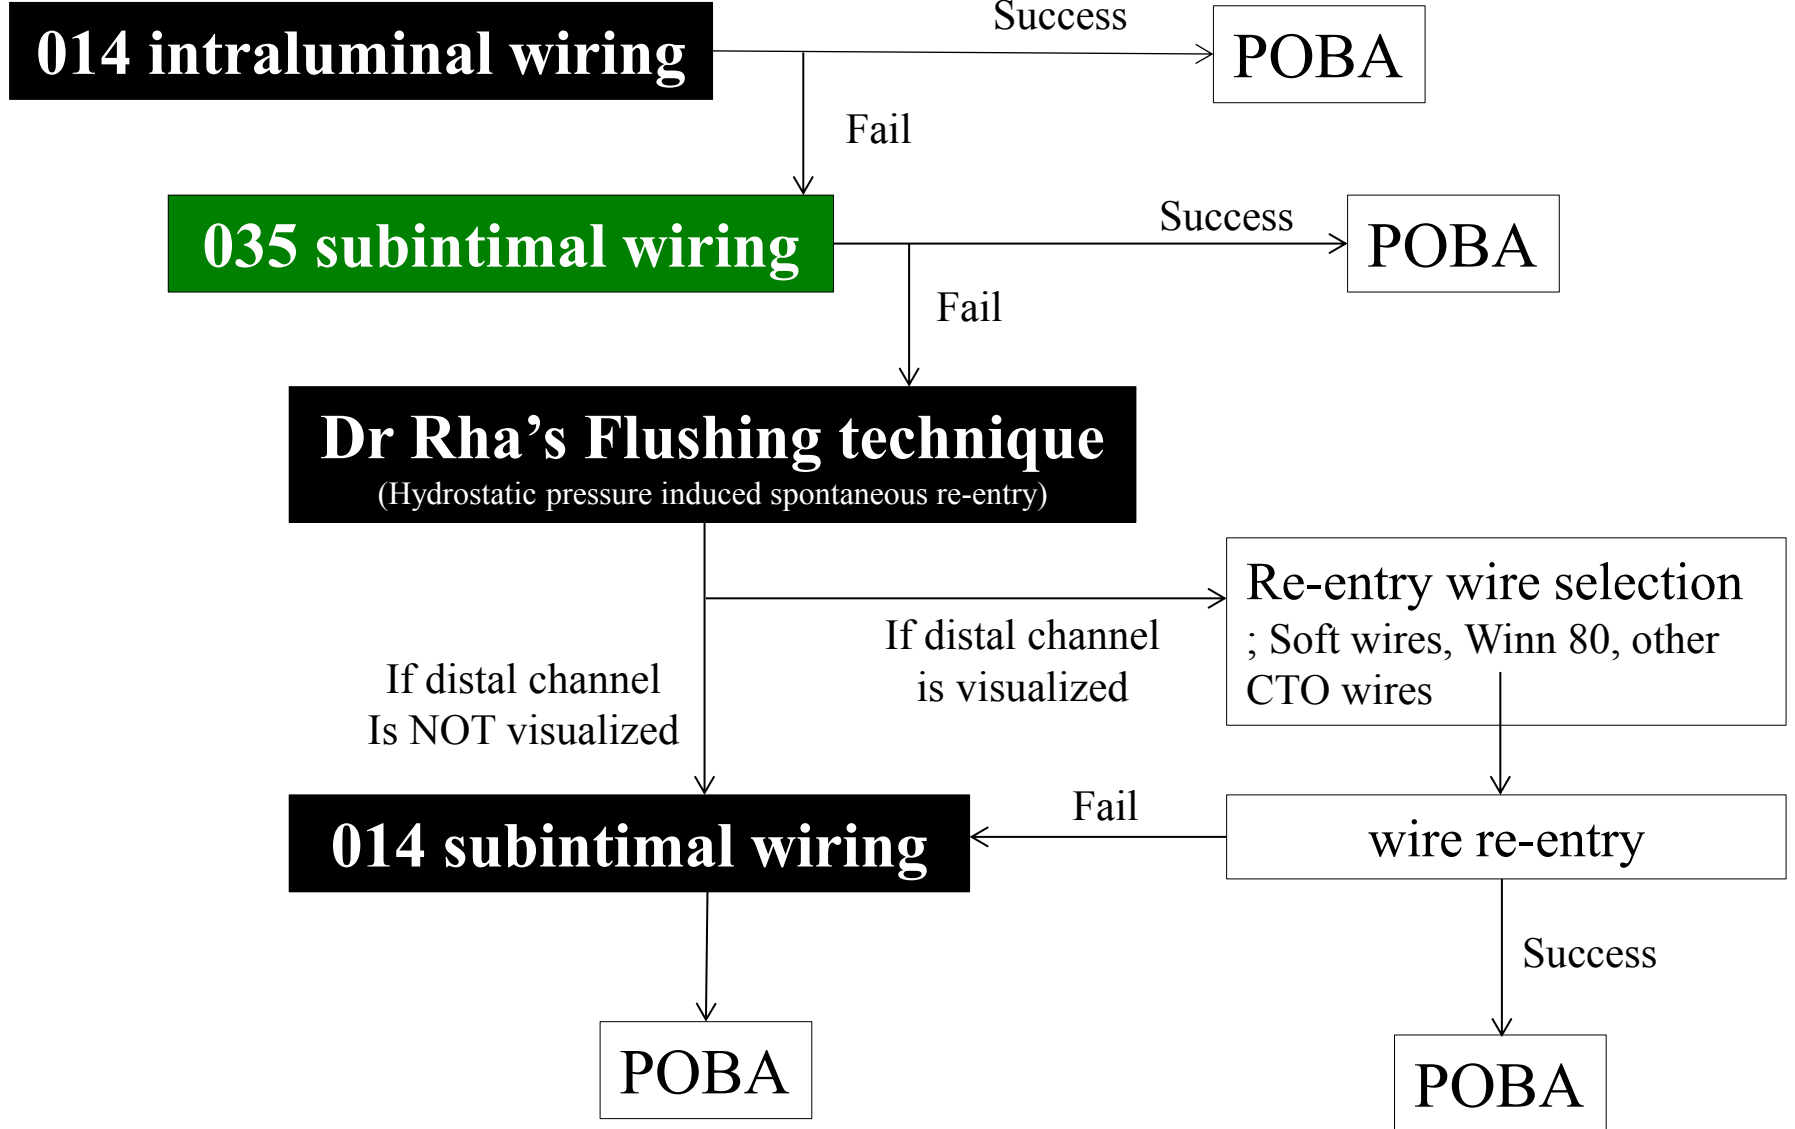 Success
014 intraluminal wiring
POBA
Fail
035 subintimal wiring
Success
POBA
Fail
Dr Rha’s Flushing technique
(Hydrostatic pressure induced spontaneous re-entry)
If distal channel
is visualized
Re-entry wire selection
; Soft wires, Winn 80, other
CTO wires
If distal channel
Is NOT visualized
014 subintimal wiring
Fail
wire re-entry
Success
POBA
POBA